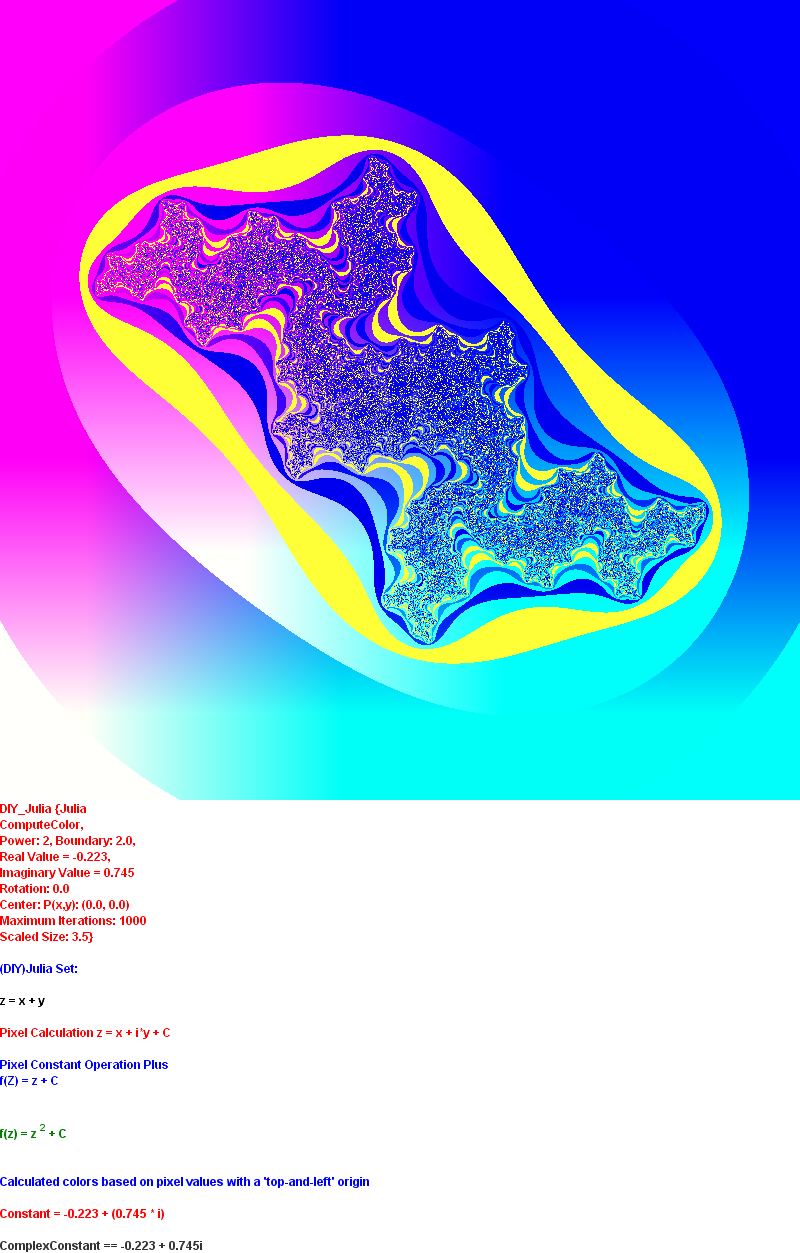 DIY_Julia {Julia
ComputeColor,
Power: 2, Boundary: 2.0,
Real Value = -0.223,
Imaginary Value = 0.745
Rotation: 0.0
Center: P(x,y): (0.0, 0.0)
Maximum Iterations: 1000
Scaled Size: 3.5}
(DIY)Julia Set:
z = x + y
Pixel Calculation z = x + i*y + C
Pixel Constant Operation Plus
f(Z) = z + C
f(z) = z 2 + C
Calculated colors based on pixel values with a 'top-and-left' origin
Constant = -0.223 + (0.745 * i)
ComplexConstant == -0.223 + 0.745i